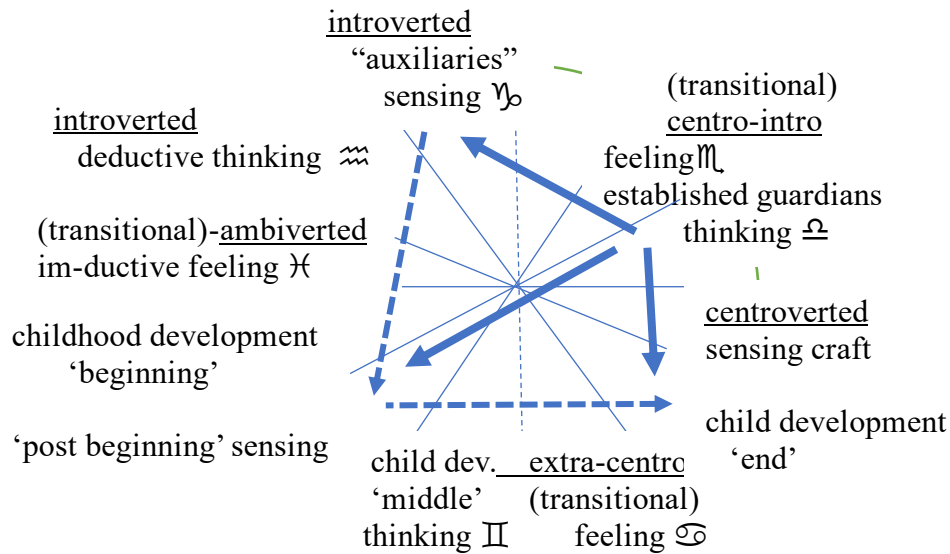 introverted
“auxiliaries”
sensing ♑
(transitional)
centro-intro
feeling♏
established guardians
thinking ♎
introverted
deductive thinking ♒
(transitional)-ambiverted
im-ductive feeling ♓
childhood development
‘beginning’
‘post beginning’ sensing
centroverted
sensing craft
child development
‘end’
child dev. extra-centro
‘middle’ (transitional)
thinking ♊ feeling ♋